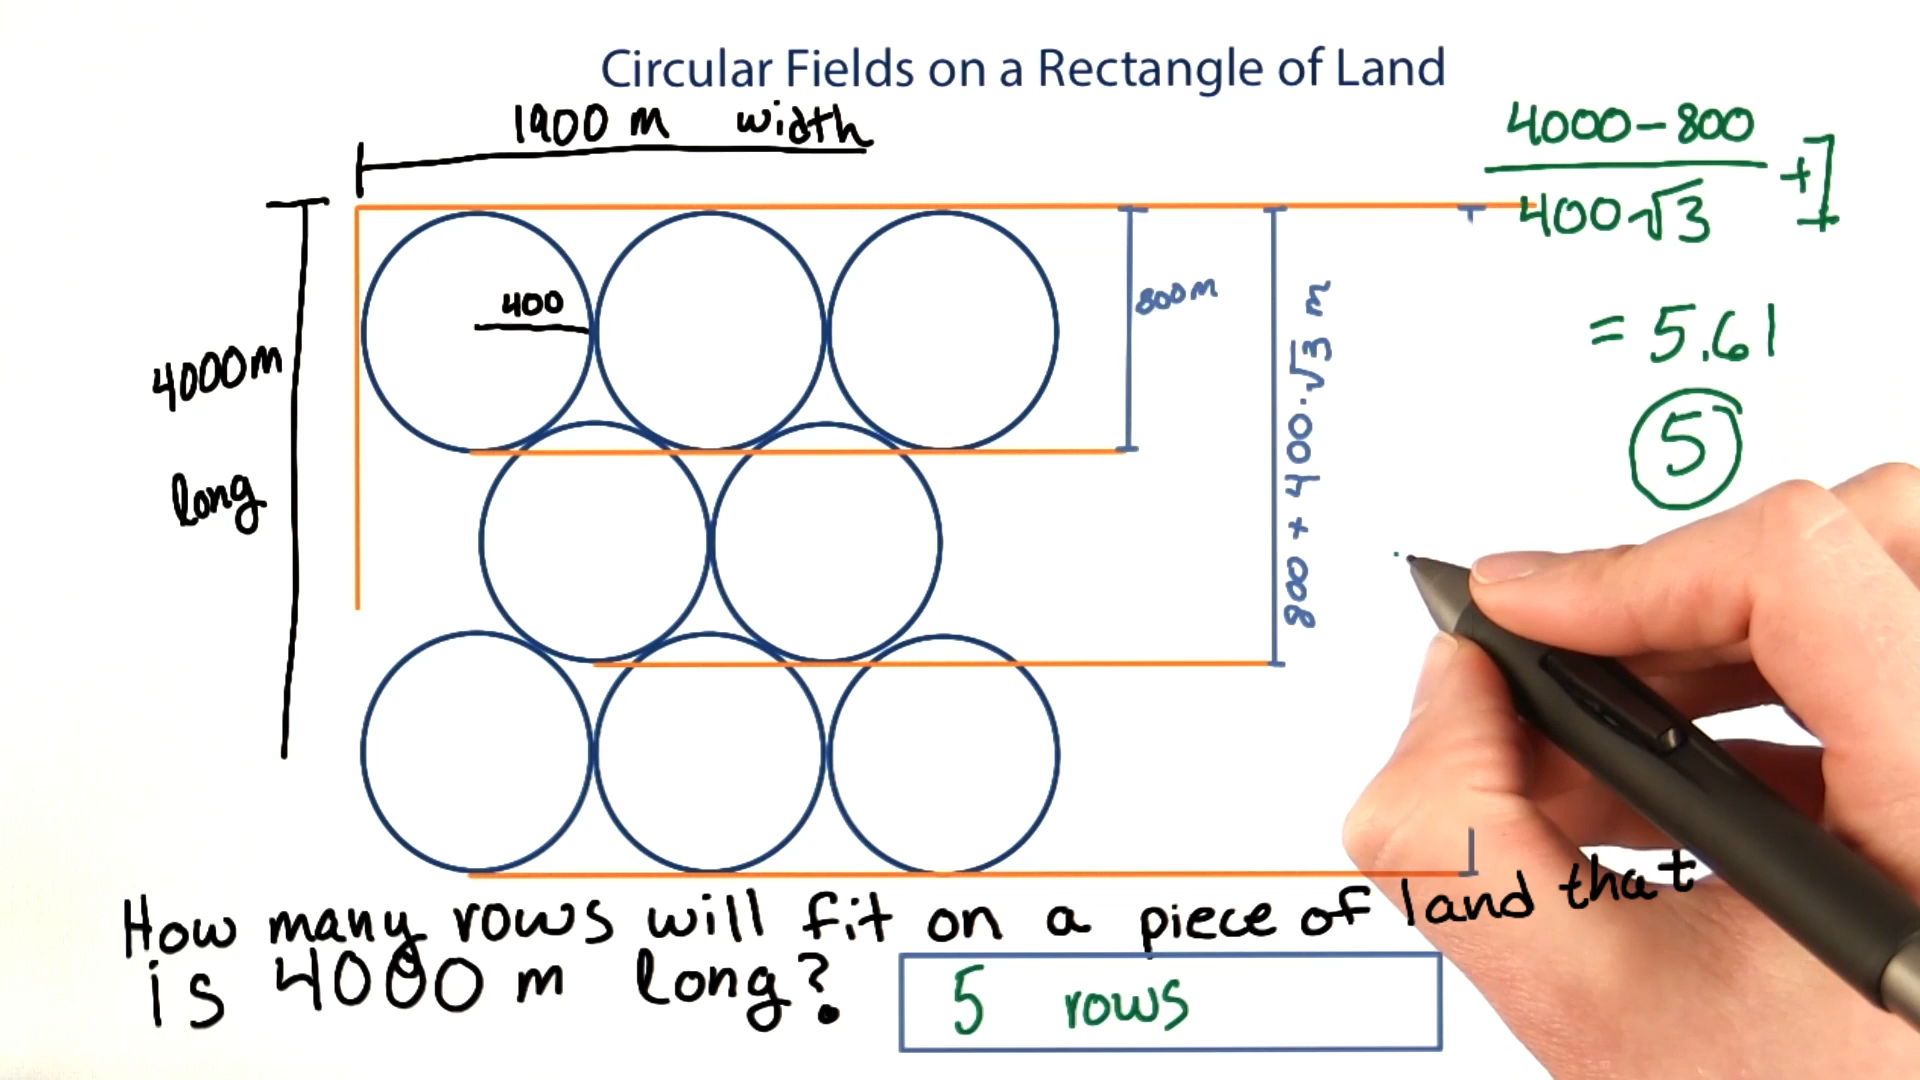 Circular Fields on a Rectangle of Land
1900 m width
4000-800
400√3
+1
= 5.61
5
400
800m
800 + 400·√3 m
4000m
long
How many rows will fit on a piece of land that
is 4000 m long?
5 rows